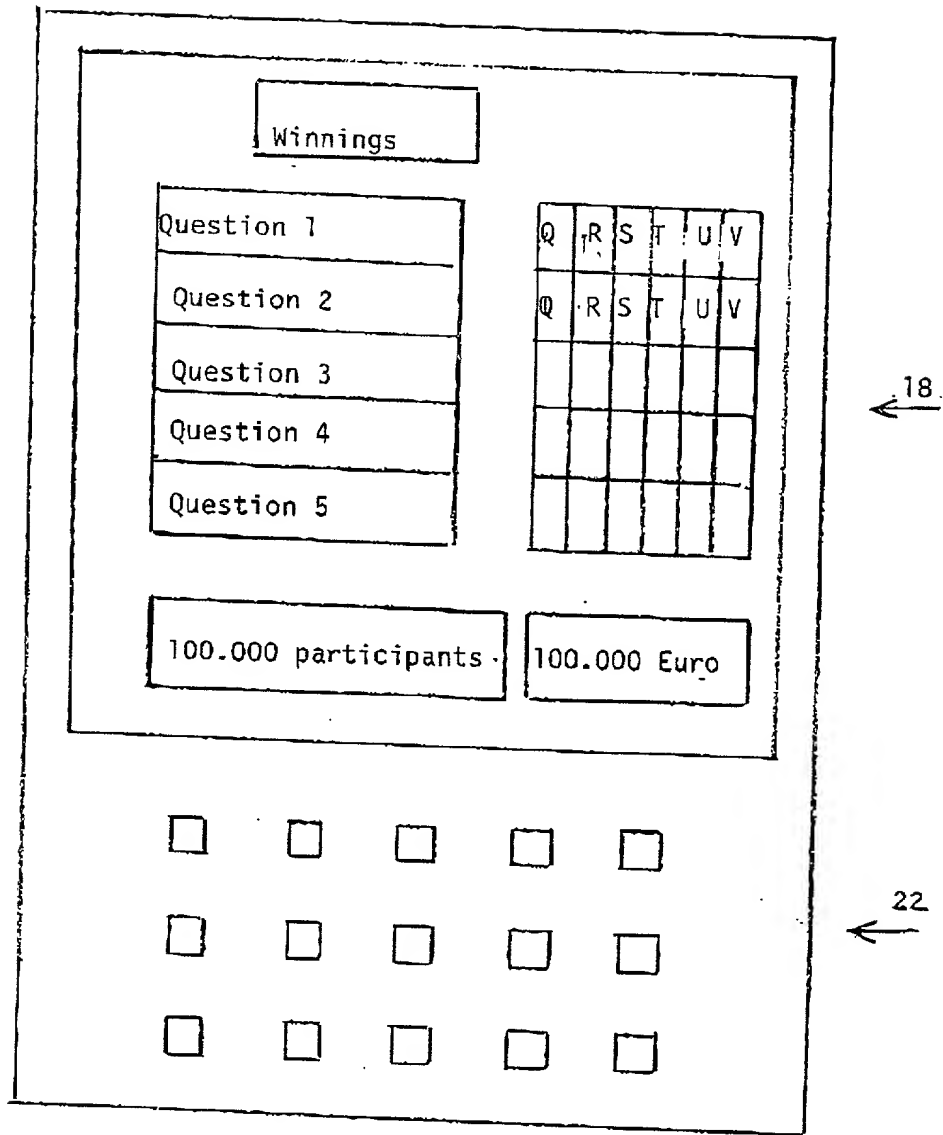 Winnings
Question 1 Q R S T U V
Question 2 Q R S T U V
Question 3
18
Question 4
Question 5
100.000 participants 100.000 Euro
22